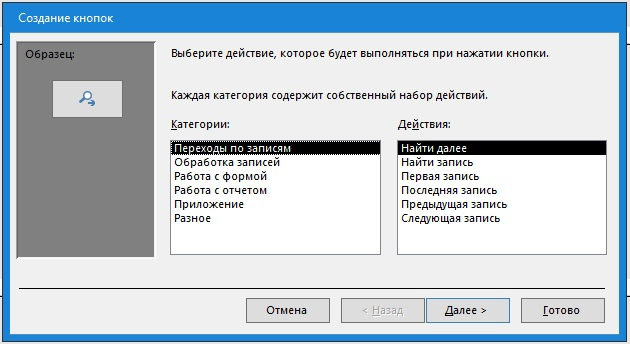 Создание кнопок
Образец:
Выберите действие, которое будет выполняться при нажатии кнопки.
Каждая категория содержит собственный набор действий.
Категории:
Действия:
Переходы по записям
Обработка записей
Работа с формой
Работа с отчетом
Приложение
Разное
Найти далее
Найти запись
Первая запись
Последняя запись
Предыдущая запись
Следующая запись
Отмена
< Назад
Далее >
Готово